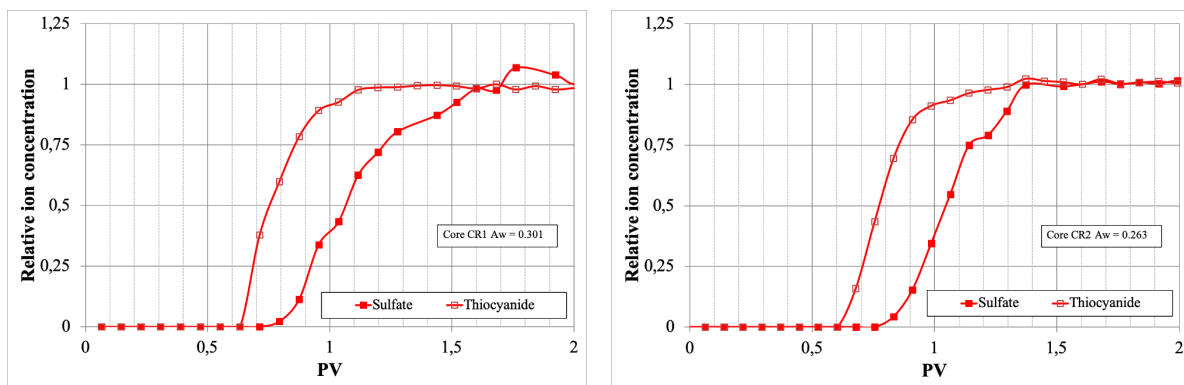 1,25
1
0,75
0,5
0,25
0
Relative ion concentration
Core CR1 Aw = 0.301
Sulfate Thiocyanide
0 0,5 1 1,5 2
PV
1,25
1
0,75
0,5
0,25
0
Relative ion concentration
Core CR2 Aw = 0.263
Sulfate Thiocyanide
0 0,5 1 1,5 2
PV